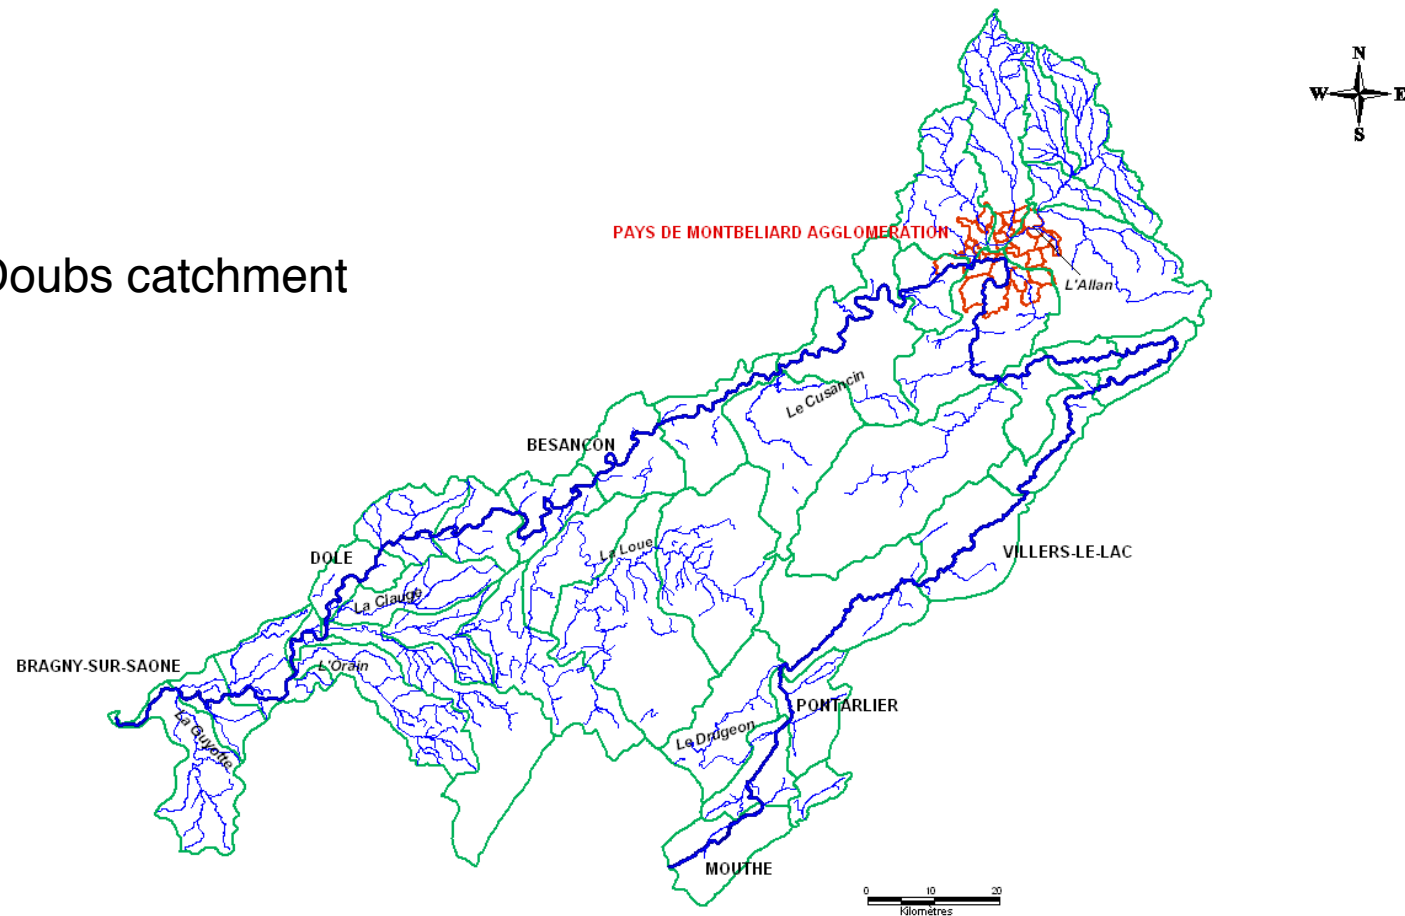 N
W E
S
PAYS DE MONTBELIARD AGGLOMERATION
Doubs catchment
L'Allan
Le Cusancin
BESANÇON
La Loue
VILLERS-LE-LAC
DOLE
La Clauge
BRAGNY-SUR-SAONE
L'Orain
PONTARLIER
La Guyotte
Le Drugeon
MOUTHE
0 10 20
Kilomètres